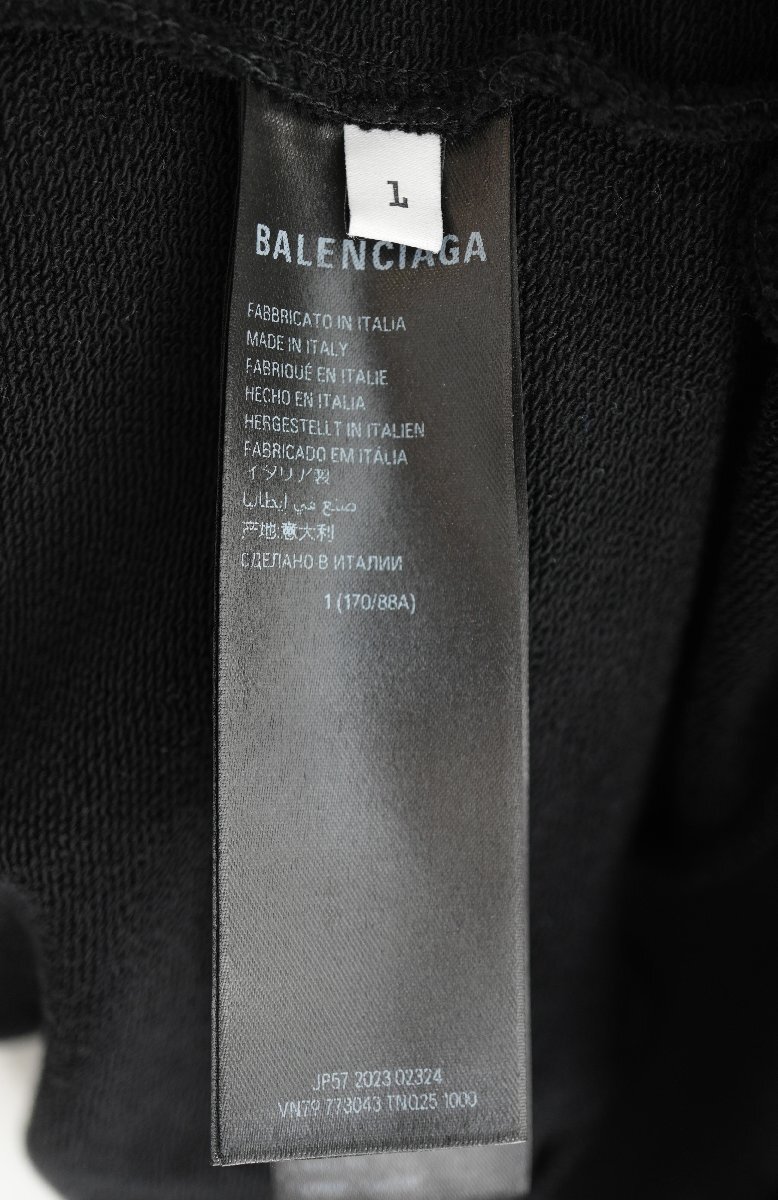 1
BALENCIAGA
FABBRICATO IN ITALIA
MADE IN ITALY
FABRIQUÉ EN ITALIE
HECHO EN ITALIA
HERGESTELLT IN ITALIEN
FABRICADO EM ITÁLIA
イタリア製
صنع في إيطاليا
产地:意大利
СДЕЛАНО В ИТАЛИИ
1 (170/88A)
JP57 2023 02324
VN79 773043 TNQ25 1000